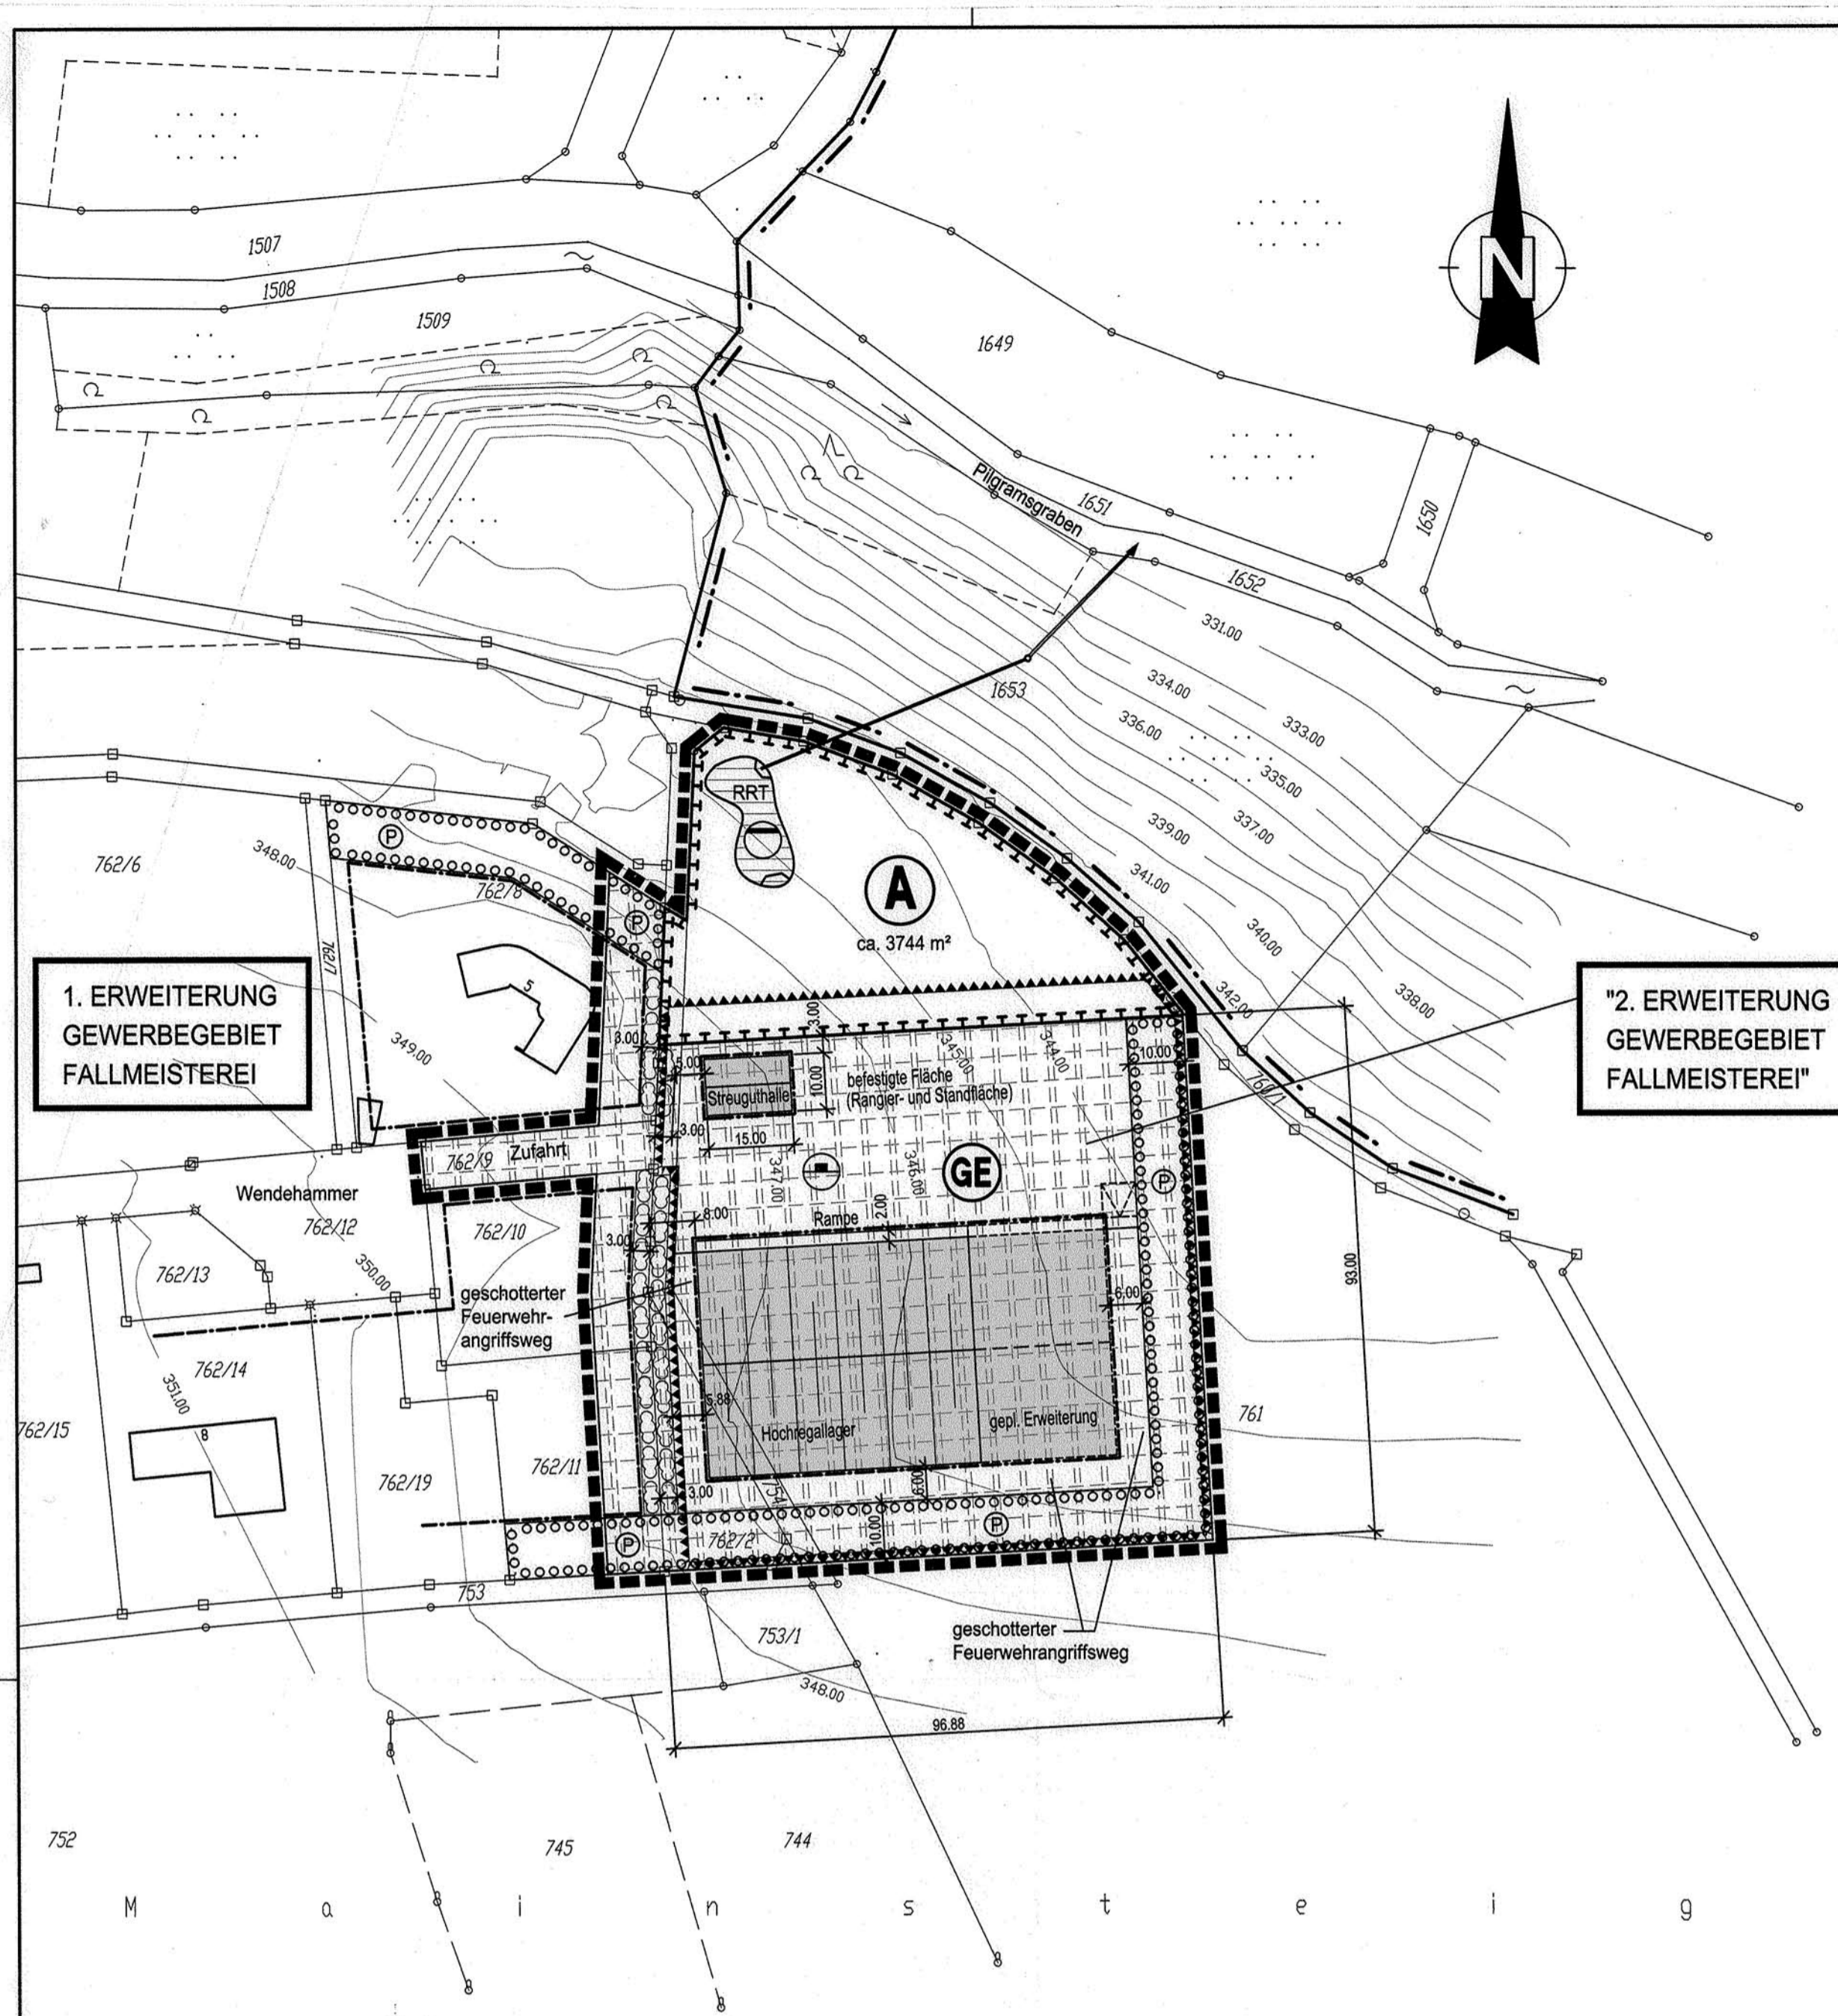 1507
1508
1509
1649
N
Pilgramsgraben
1651
1650
1652
331.00
1653
334.00
336.00
333.00
335.00
339.00
337.00
341.00
340.00
342.00
338.00
RRT
A
ca. 3744 m²
P
762/6
348.00
762/8
762/7
P
5
1. ERWEITERUNG
GEWERBEGEBIET
FALLMEISTEREI
"2. ERWEITERUNG
GEWERBEGEBIET
FALLMEISTEREI"
349.00
3.00
3.00
5.00
Streuguthalle
10.00
befestigte Fläche
(Rangier- und Standfläche)
345.00
344.00
10.00
760/1
3.00
15.00
762/9
Zufahrt
347.00
346.00
GE
P
Wendehammer
762/12
762/10
8.00
Rampe
2.00
3.00
762/13
350.00
geschotterter
Feuerwehr-
angriffsweg
6.00
93.00
762/14
351.00
762/15
8
5.88
Hochregallager
gepl. Erweiterung
761
762/19
762/11
3.00
754
6.00
10.00
P
762/2
P
753
753/1
geschotterter
Feuerwehrangriffsweg
348.00
96.88
752
745
744
M a i n s t e i g